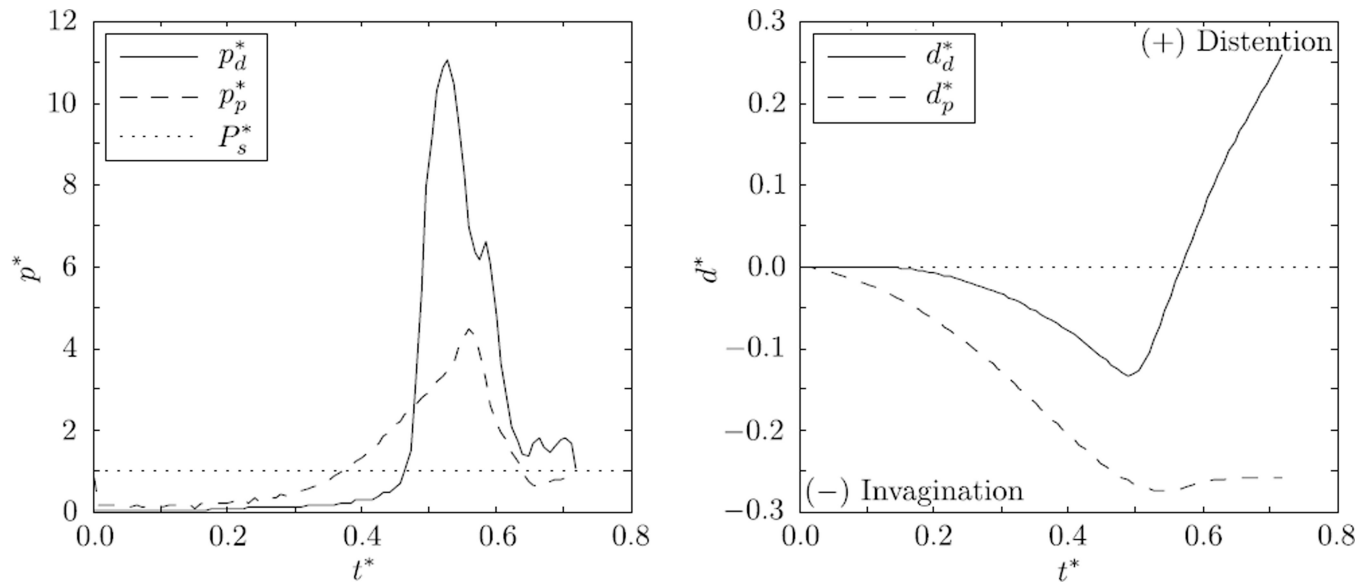 12
10
8
6
4
2
0
p*
p*_d
p*_p
P*_s
0.0 0.2 0.4 0.6 0.8
t*
0.3
0.2
0.1
0.0
−0.1
−0.2
−0.3
d*
d*_d
d*_p
(+) Distention
(−) Invagination
0.0 0.2 0.4 0.6 0.8
t*